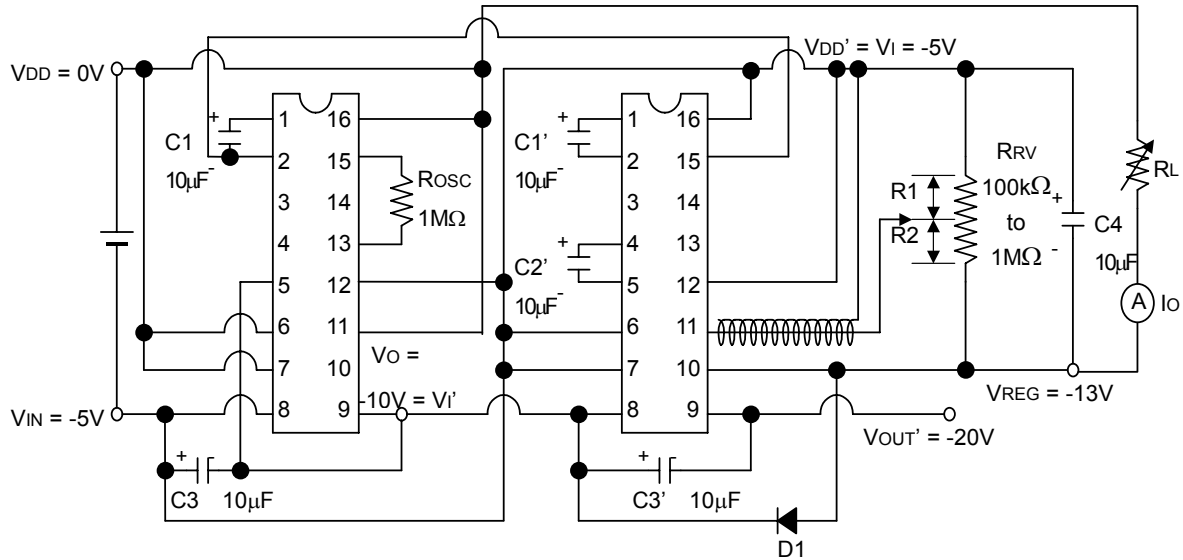 VDD = 0V
VDD' = VI = -5V
+
C1
10μF-
1 16
2 15
3 14
4 13
5 12
6 11
7 10
8 9
ROSC
1MΩ
+
C1'
10μF-
+
C2'
10μF-
1 16
2 15
3 14
4 13
5 12
6 11
7 10
8 9
R1
R2
RRV
100kΩ
to
1MΩ
+
-
C4
10μF
RL
A
IO
VO =
-10V = VI'
VIN = -5V
VREG = -13V
VOUT' = -20V
+
C3 10μF
+
C3' 10μF
D1